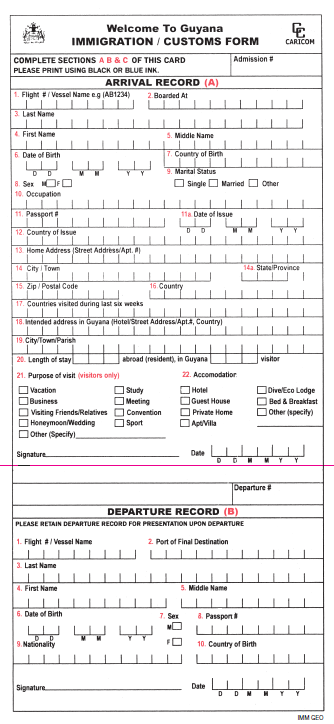 Welcome To Guyana
IMMIGRATION / CUSTOMS FORM
CARICOM
COMPLETE SECTIONS A B & C OF THIS CARD
PLEASE PRINT USING BLACK OR BLUE INK.
Admission #
ARRIVAL RECORD (A)
1. Flight # / Vessel Name e.g (AB1234) 2. Boarded At
3. Last Name
4. First Name 5. Middle Name
6. Date of Birth 7. Country of Birth
D D M M Y Y
8. Sex M F 9. Marital Status
Single Married Other
10. Occupation
11. Passport # 11a. Date of Issue
D D M M Y Y
12. Country of Issue
13. Home Address (Street Address/Apt. #)
14 City / Town 14a. State/Province
15. Zip / Postal Code 16. Country
17. Countries visited during last six weeks
18. Intended address in Guyana (Hotel/Street Address/Apt.#, Country)
19. City/Town/Parish
20. Length of stay abroad (resident), in Guyana visitor
21. Purpose of visit (visitors only) 22. Accomodation
Vacation Study Hotel Dive/Eco Lodge
Business Meeting Guest House Bed & Breakfast
Visiting Friends/Relatives Convention Private Home Other (specify)
Honeymoon/Wedding Sport Apt/Villa
Other (Specify)
Signature Date
D D M M Y Y
Departure #
DEPARTURE RECORD (B)
PLEASE RETAIN DEPARTURE RECORD FOR PRESENTATION UPON DEPARTURE
1. Flight # / Vessel Name 2. Port of Final Destination
3. Last Name
4. First Name 5. Middle Name
6. Date of Birth 7. Sex 8. Passport #
M
D D M M Y Y
F
9. Nationality 10. Country of Birth
Signature Date
D D M M Y Y
IMM GEO